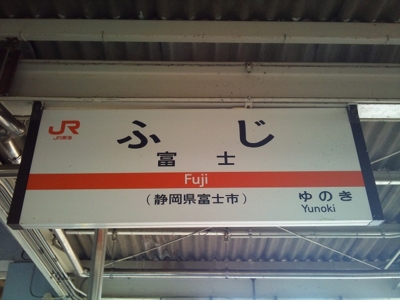 JR
JR東海
ふじ
富士
Fuji
(静岡県富士市)
ゆのき
Yunoki